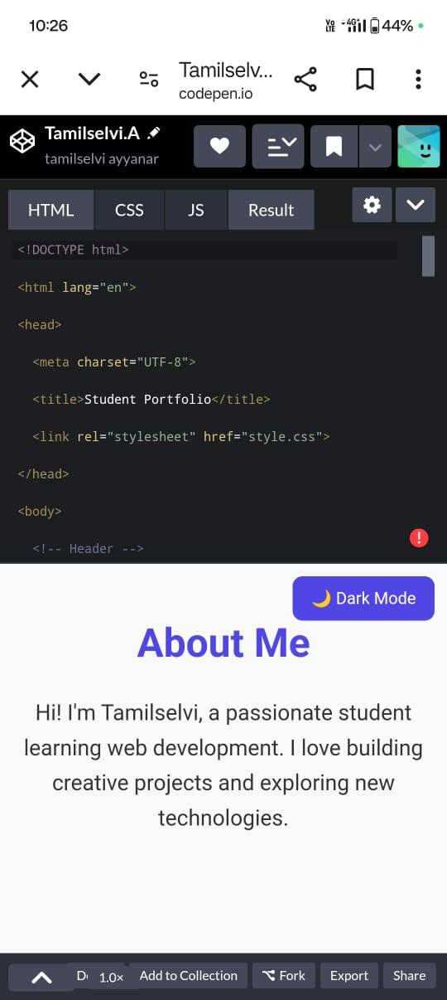 10:26
Vo LTE 4G+ 44%
Tamilselv...
codepen.io
Tamilselvi.A
tamilselvi ayyanar
HTML CSS JS Result
<!DOCTYPE html>
<html lang="en">
<head>
<meta charset="UTF-8">
<title>Student Portfolio</title>
<link rel="stylesheet" href="style.css">
</head>
<body>
<!-- Header -->
!
🌙 Dark Mode
About Me
Hi! I'm Tamilselvi, a passionate student
learning web development. I love building
creative projects and exploring new
technologies.
1.0× Add to Collection Fork Export Share